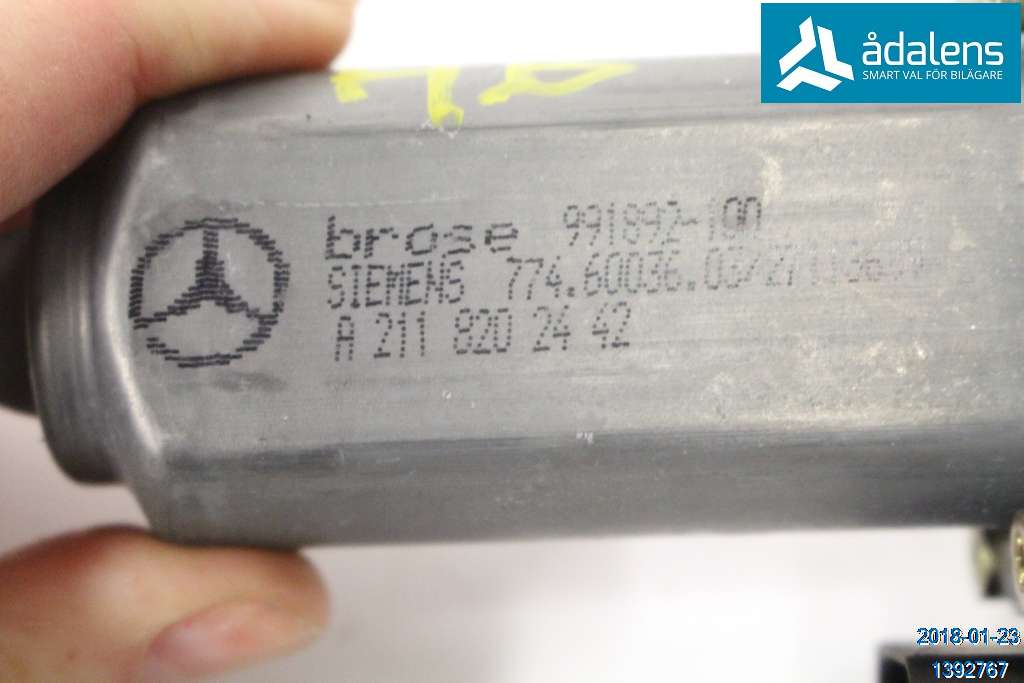 ådalens
SMART VAL FÖR BILÄGARE
brose 991892-100
SIEMENS 774.60036.03
A 211 820 24 42
2018-01-23
1392767